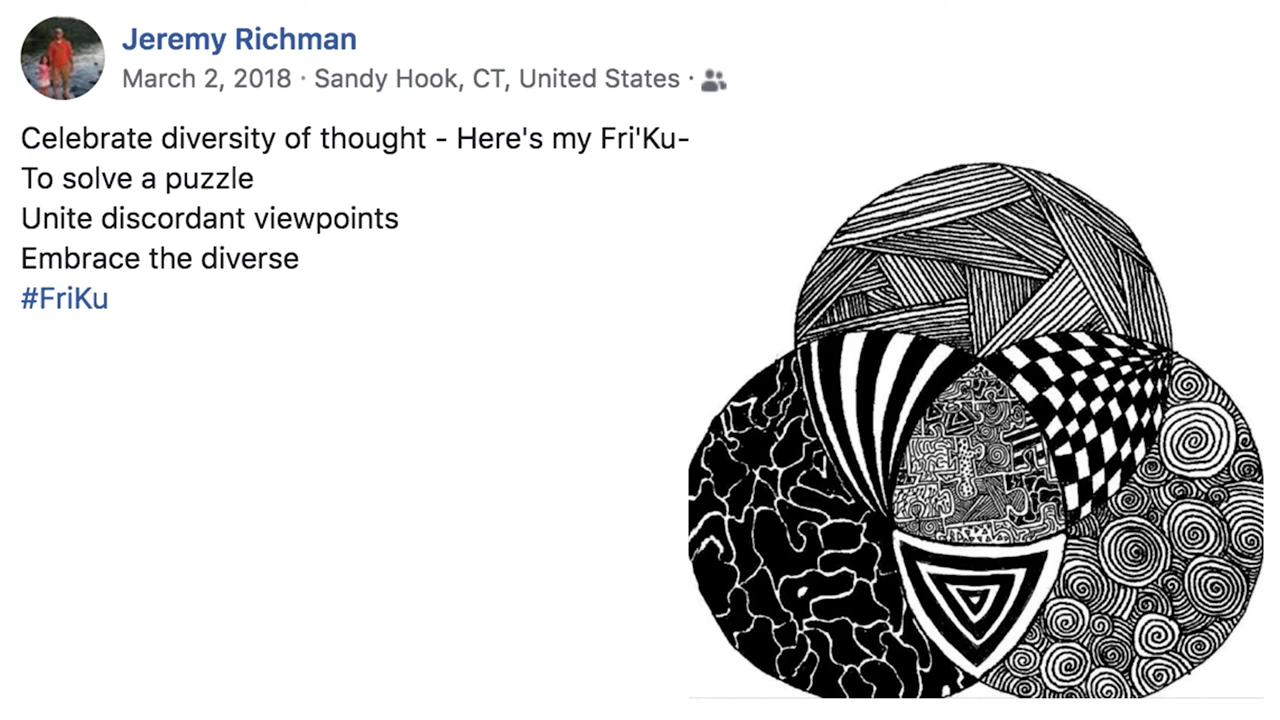 Jeremy Richman
March 2, 2018 · Sandy Hook, CT, United States ·
Celebrate diversity of thought - Here's my Fri'Ku-
To solve a puzzle
Unite discordant viewpoints
Embrace the diverse
#FriKu